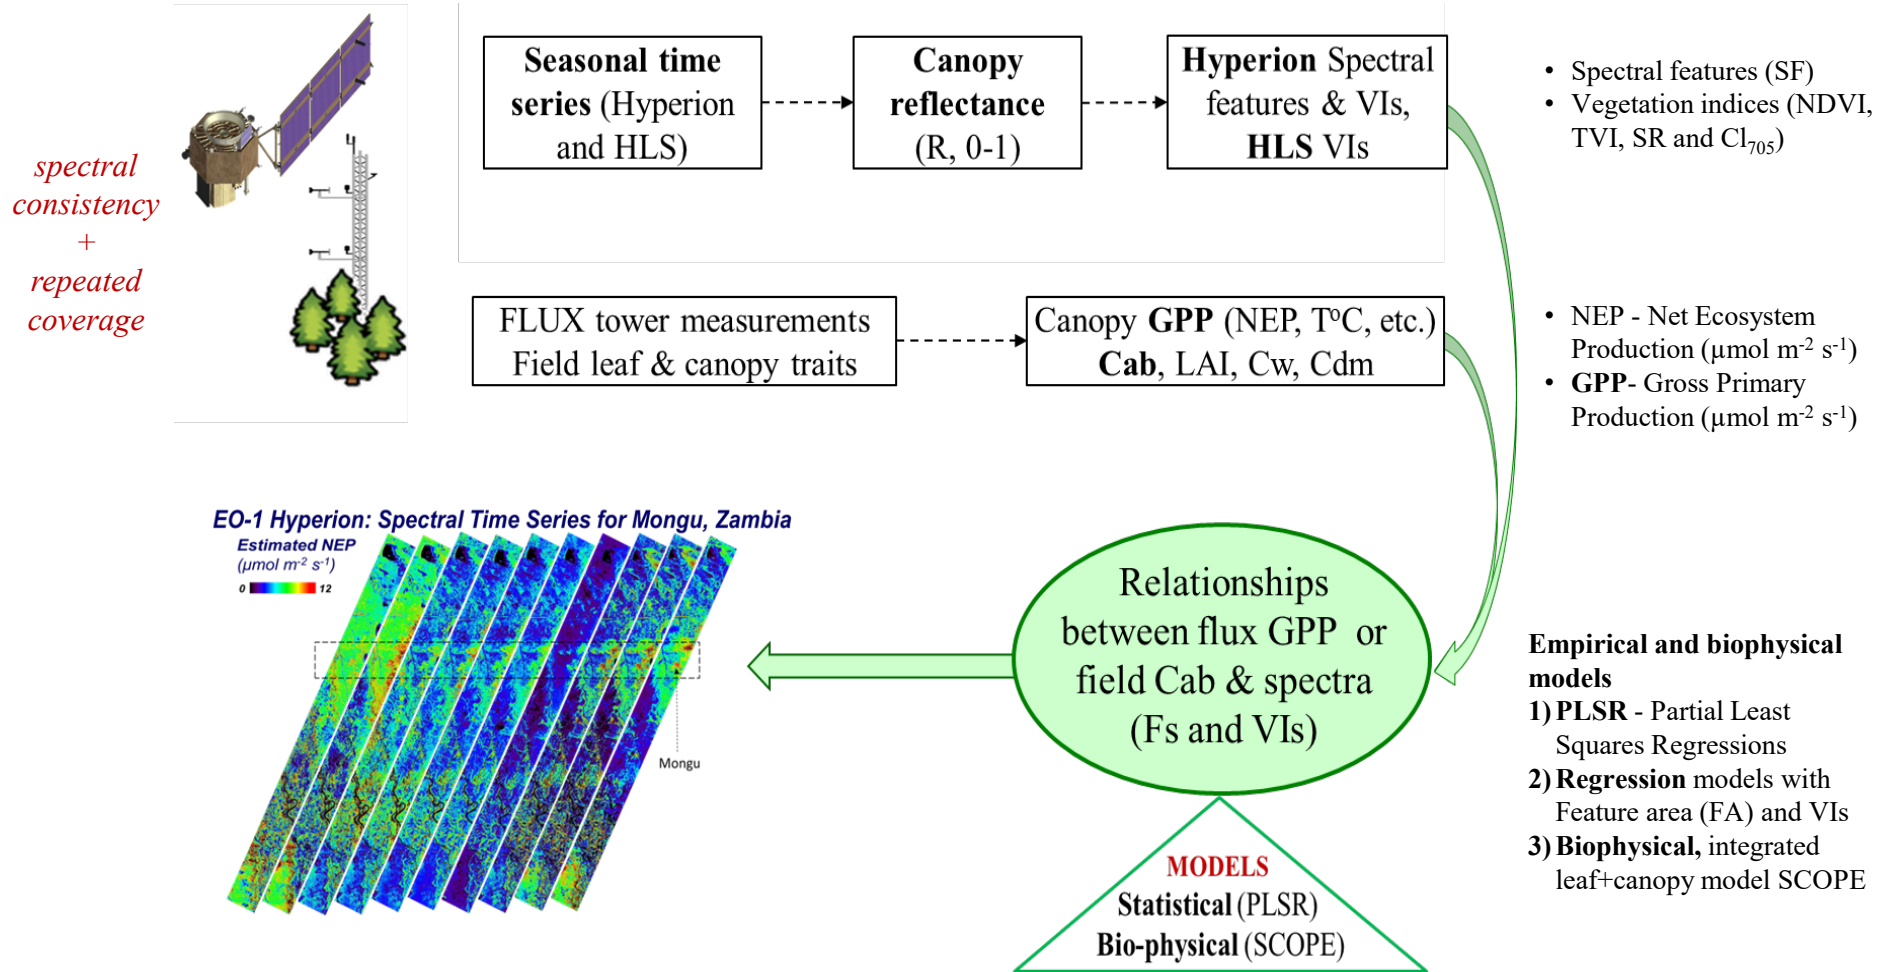 spectral
consistency
+
repeated
coverage
Seasonal time
series (Hyperion
and HLS)
Canopy
reflectance
(R, 0-1)
Hyperion Spectral
features & VIs,
HLS VIs
• Spectral features (SF)
• Vegetation indices (NDVI,
TVI, SR and Cl705)
FLUX tower measurements
Field leaf & canopy traits
Canopy GPP (NEP, TºC, etc.)
Cab, LAI, Cw, Cdm
• NEP - Net Ecosystem
Production (µmol m-2 s-1)
• GPP- Gross Primary
Production (µmol m-2 s-1)
EO-1 Hyperion: Spectral Time Series for Mongu, Zambia
Estimated NEP
(µmol m-2 s-1)
0 12
Mongu
Relationships
between flux GPP or
field Cab & spectra
(Fs and VIs)
MODELS
Statistical (PLSR)
Bio-physical (SCOPE)
Empirical and biophysical
models
1) PLSR - Partial Least
Squares Regressions
2) Regression models with
Feature area (FA) and VIs
3) Biophysical, integrated
leaf+canopy model SCOPE